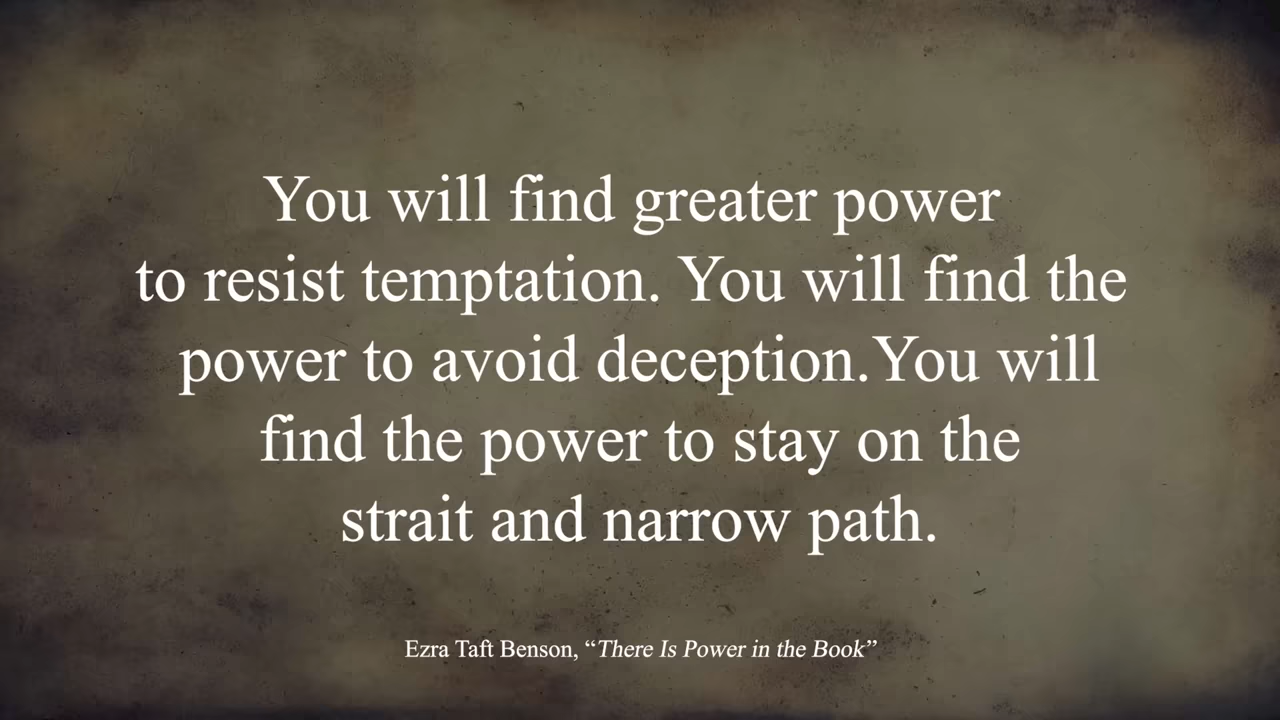 You will find greater power
to resist temptation. You will find the
power to avoid deception.You will
find the power to stay on the
strait and narrow path.
Ezra Taft Benson, “There Is Power in the Book”